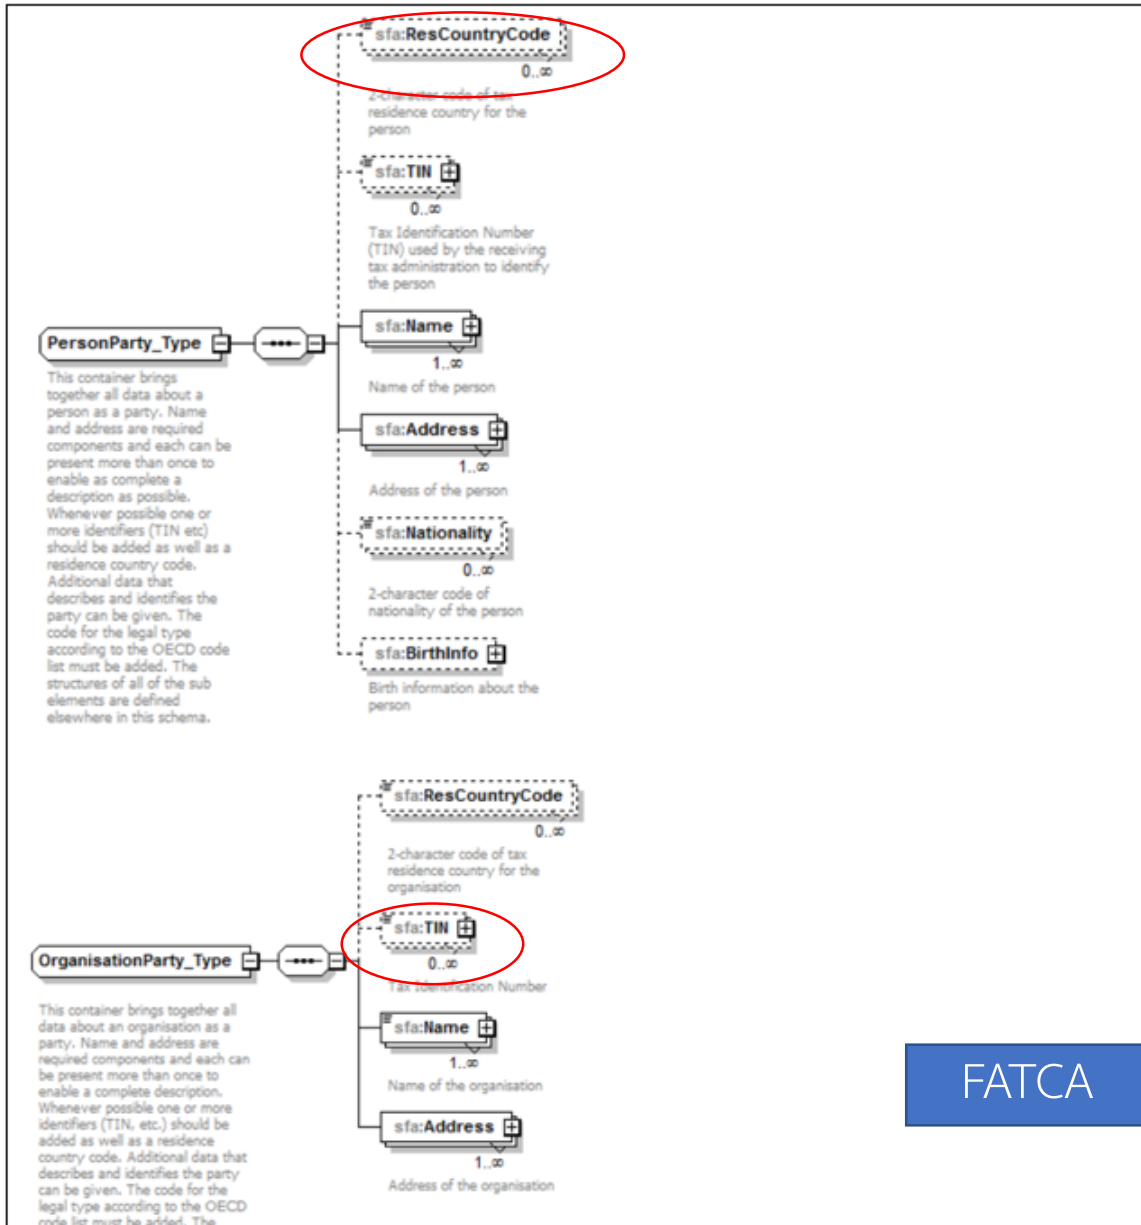 sfa:ResCountryCode
0..∞
2-character code of tax
residence country for the
person
sfa:TIN
0..∞
Tax Identification Number
(TIN) used by the receiving
tax administration to identify
the person
sfa:Name
1..∞
Name of the person
sfa:Address
1..∞
Address of the person
sfa:Nationality
0..∞
2-character code of
nationality of the person
sfa:BirthInfo
Birth information about the
person
PersonParty_Type
This container brings
together all data about a
person as a party. Name
and address are required
components and each can be
present more than once to
enable as complete a
description as possible.
Whenever possible one or
more identifiers (TIN etc)
should be added as well as a
residence country code.
Additional data that
describes and identifies the
party can be given. The
code for the legal type
according to the OECD code
list must be added. The
structures of all of the sub
elements are defined
elsewhere in this schema.
sfa:ResCountryCode
0..∞
2-character code of tax
residence country for the
organisation
sfa:TIN
0..∞
Tax Identification Number
sfa:Name
1..∞
Name of the organisation
sfa:Address
1..∞
Address of the organisation
OrganisationParty_Type
This container brings together all
data about an organisation as a
party. Name and address are
required components and each can
be present more than once to
enable a complete description.
Whenever possible one or more
identifiers (TIN, etc.) should be
added as well as a residence
country code. Additional data that
describes and identifies the party
can be given. The code for the
legal type according to the OECD
code list must be added. The
FATCA